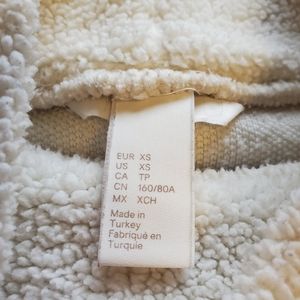 EUR XS
US XS
CA TP
CN 160/80A
MX XCH
Made in
Turkey
Fabriqué en
Turquie